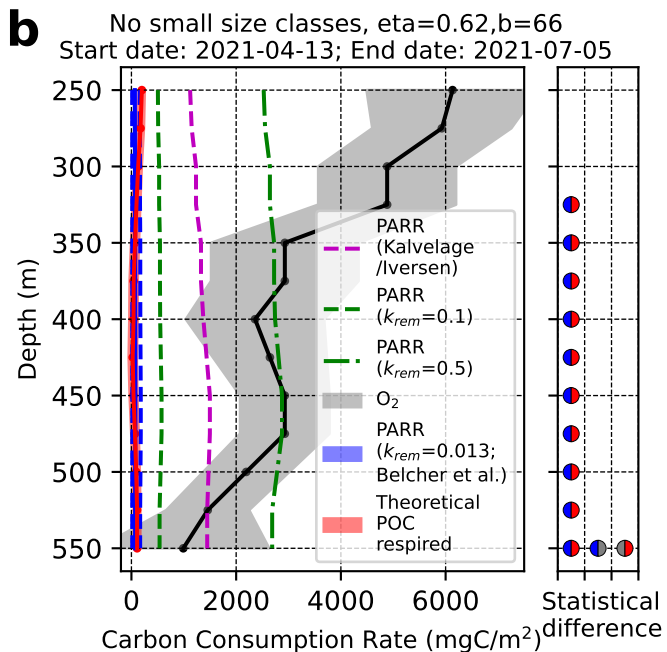 b
No small size classes, eta=0.62,b=66
Start date: 2021-04-13; End date: 2021-07-05
250
300
350
400
450
500
550
Depth (m)
PARR
(Kalvelage
/Iversen)
PARR
(k_rem=0.1)
PARR
(k_rem=0.5)
O₂
PARR
(k_rem=0.013;
Belcher et al.)
Theoretical
POC
respired
0 2000 4000 6000
Carbon Consumption Rate (mgC/m²)
Statistical
difference